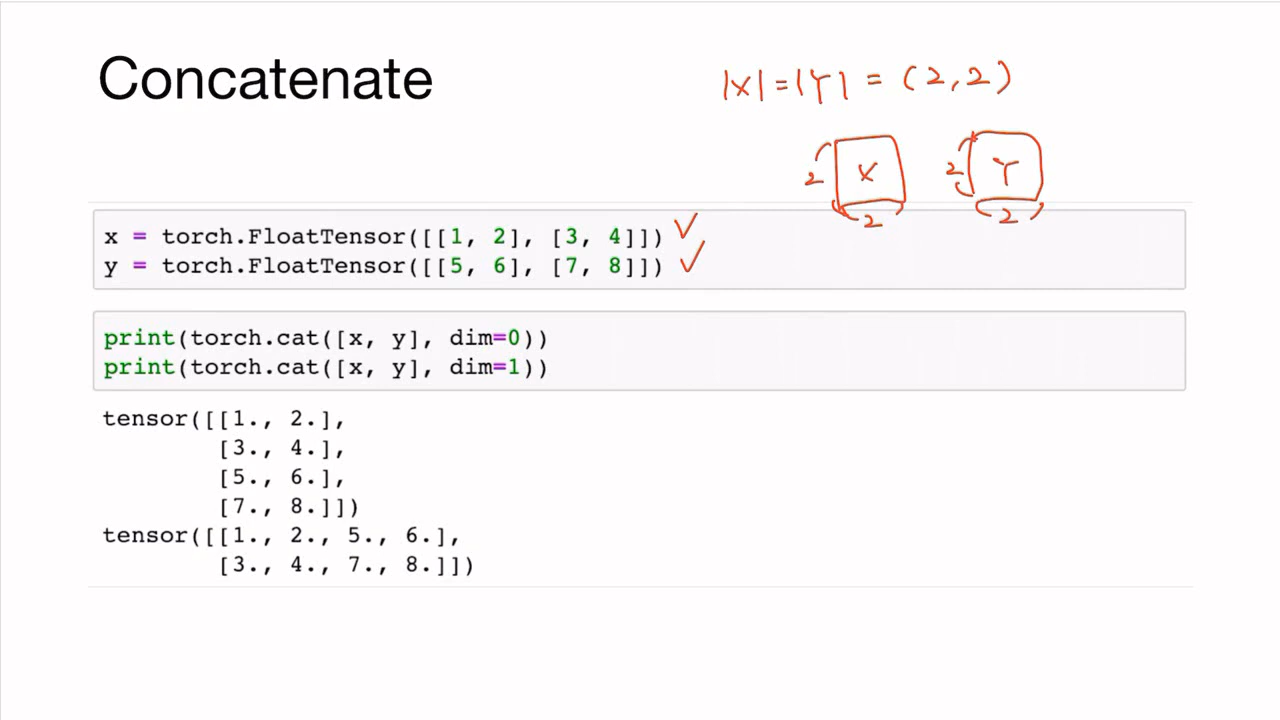 Concatenate
|X| = |Y| = (2, 2)
2 X 2
2 Y 2
x = torch.FloatTensor([[1, 2], [3, 4]])
y = torch.FloatTensor([[5, 6], [7, 8]])
print(torch.cat([x, y], dim=0))
print(torch.cat([x, y], dim=1))
tensor([[1., 2.],
[3., 4.],
[5., 6.],
[7., 8.]])
tensor([[1., 2., 5., 6.],
[3., 4., 7., 8.]])